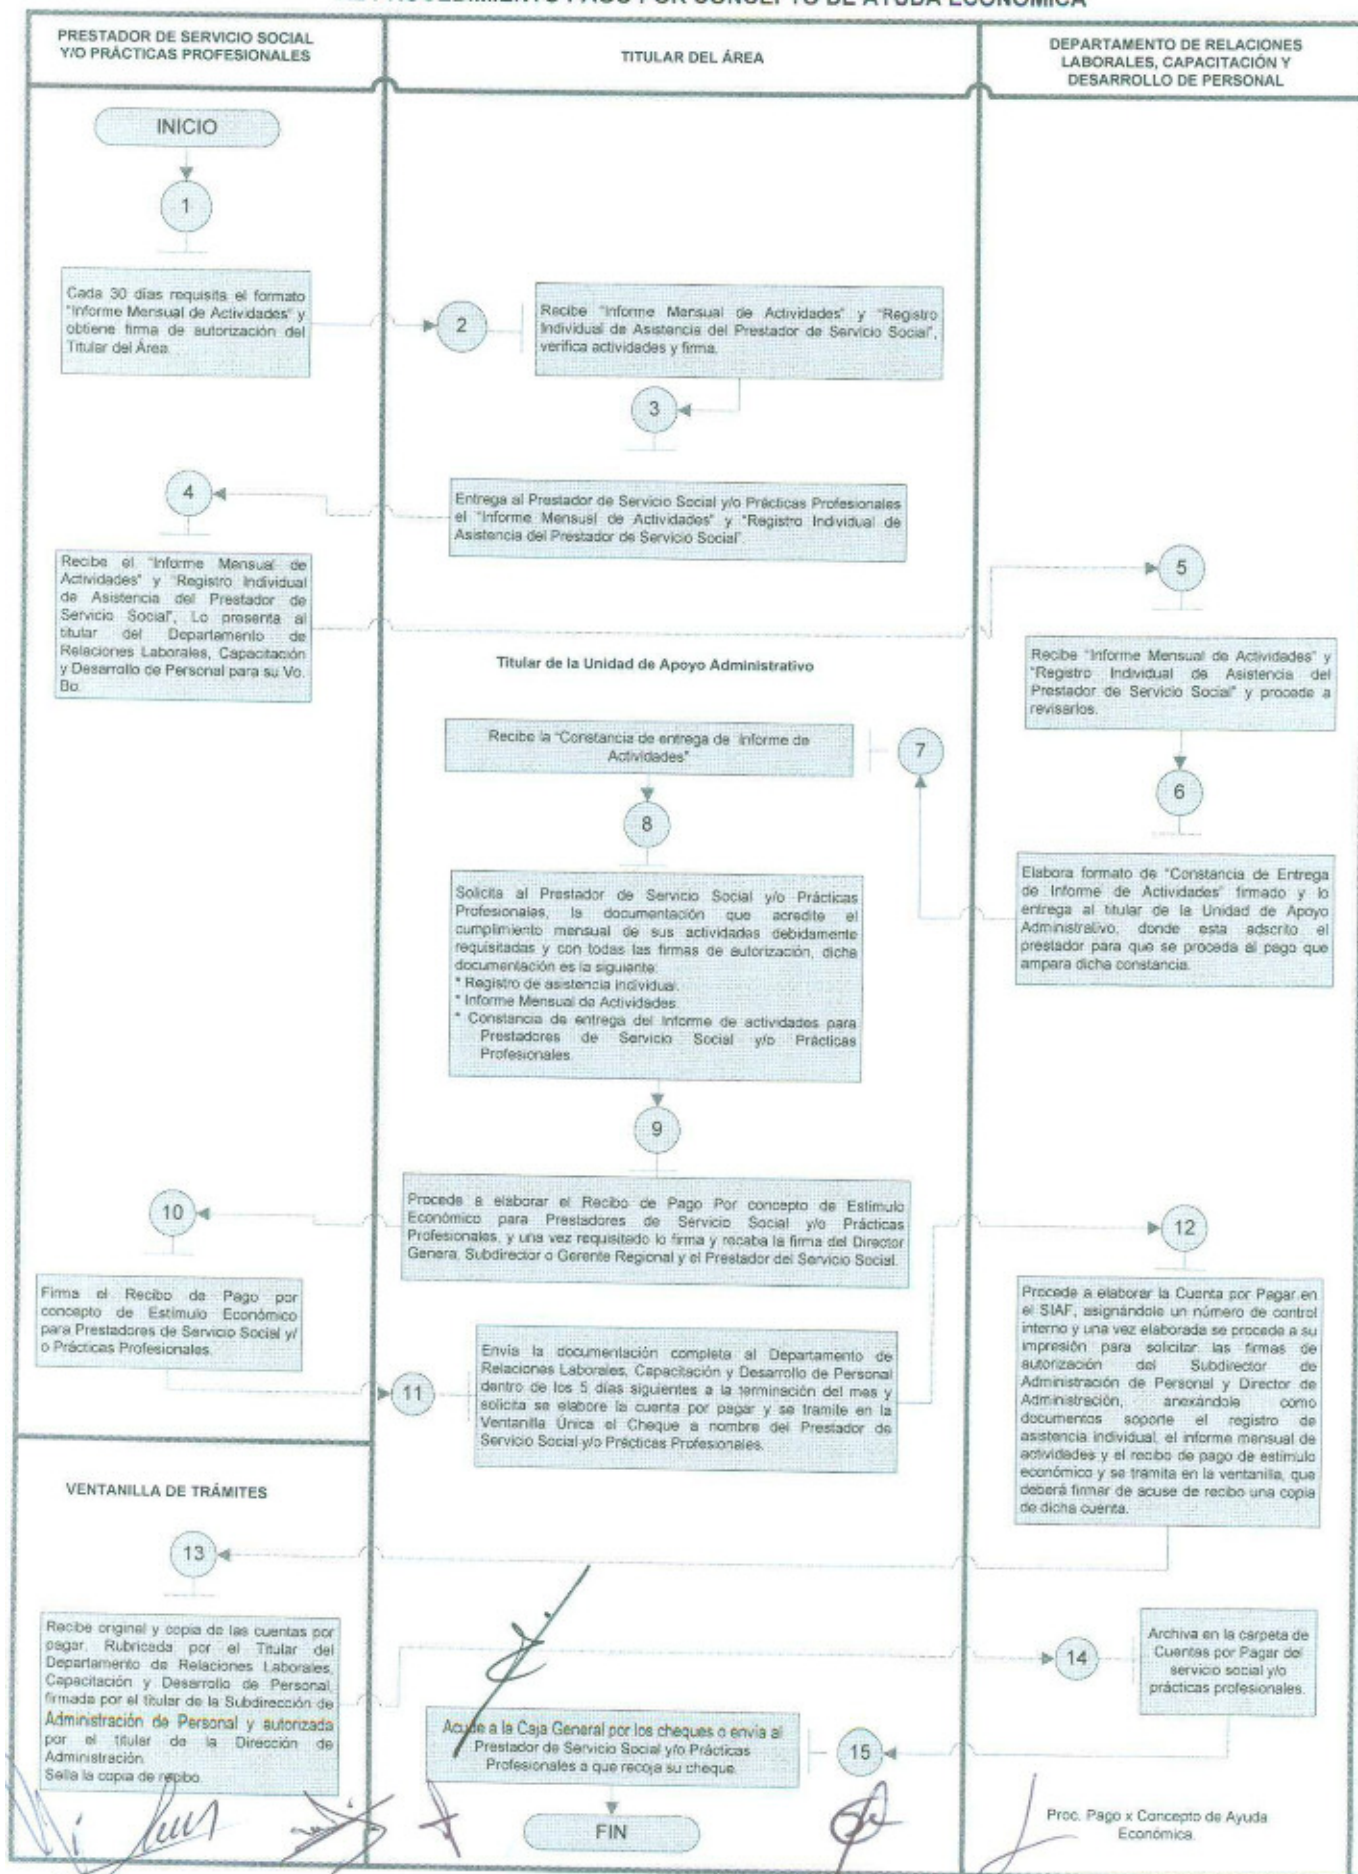 PROCEDIMIENTO PAGO POR CONCEPTO DE AYUDA ECONÓMICA
PRESTADOR DE SERVICIO SOCIAL
Y/O PRÁCTICAS PROFESIONALES
TITULAR DEL ÁREA
DEPARTAMENTO DE RELACIONES
LABORALES, CAPACITACIÓN Y
DESARROLLO DE PERSONAL
INICIO
1
Cada 30 días requisita el formato
"Informe Mensual de Actividades" y
obtiene firma de autorización del
Titular del Área.
2
Recibe "Informe Mensual de Actividades" y "Registro
Individual de Asistencia del Prestador de Servicio Social",
verifica actividades y firma.
3
Entrega al Prestador de Servicio Social y/o Prácticas Profesionales
el "Informe Mensual de Actividades" y "Registro Individual de
Asistencia del Prestador de Servicio Social".
4
Recibe el "Informe Mensual de
Actividades" y "Registro Individual
de Asistencia del Prestador de
Servicio Social", Lo presenta al
titular del Departamento de
Relaciones Laborales, Capacitación
y Desarrollo de Personal para su Vo.
Bo.
5
Recibe "Informe Mensual de Actividades" y
"Registro Individual de Asistencia del
Prestador de Servicio Social" y procede a
revisarlos.
6
Elabora formato de "Constancia de Entrega
de Informe de Actividades" firmado y lo
entrega al titular de la Unidad de Apoyo
Administrativo, donde esta adscrito el
prestador para que se proceda al pago que
ampara dicha constancia.
Titular de la Unidad de Apoyo Administrativo
7
Recibe la "Constancia de entrega de Informe de
Actividades"
8
Solicita al Prestador de Servicio Social y/o Prácticas
Profesionales, la documentación que acredite el
cumplimiento mensual de sus actividades debidamente
requisitadas y con todas las firmas de autorización, dicha
documentación es la siguiente:
* Registro de asistencia individual.
* Informe Mensual de Actividades.
* Constancia de entrega del Informe de actividades para
Prestadores de Servicio Social y/o Prácticas
Profesionales.
9
Procede a elaborar el Recibo de Pago Por concepto de Estímulo
Económico para Prestadores de Servicio Social y/o Prácticas
Profesionales, y una vez requisitado lo firma y recaba la firma del Director
Genera, Subdirector o Gerente Regional y el Prestador del Servicio Social.
10
Firma el Recibo de Pago por
concepto de Estímulo Económico
para Prestadores de Servicio Social y/
o Prácticas Profesionales.
11
Envía la documentación completa al Departamento de
Relaciones Laborales, Capacitación y Desarrollo de Personal
dentro de los 5 días siguientes a la terminación del mes y
solicita se elabore la cuenta por pagar y se tramite en la
Ventanilla Única el Cheque a nombre del Prestador de
Servicio Social y/o Prácticas Profesionales.
12
Procede a elaborar la Cuenta por Pagar en
el SIAF, asignándole un número de control
interno y una vez elaborada se procede a su
impresión para solicitar las firmas de
autorización del Subdirector de
Administración de Personal y Director de
Administración, anexándole como
documentos soporte el registro de
asistencia individual, el informe mensual de
actividades y el recibo de pago de estímulo
económico y se tramita en la ventanilla, que
deberá firmar de acuse de recibo una copia
de dicha cuenta.
VENTANILLA DE TRÁMITES
13
Recibe original y copia de las cuentas por
pagar, Rubricada por el Titular del
Departamento de Relaciones Laborales,
Capacitación y Desarrollo de Personal,
firmada por el titular de la Subdirección de
Administración de Personal y autorizada
por el titular de la Dirección de
Administración.
Sella la copia de recibo.
14
Archiva en la carpeta de
Cuentas por Pagar del
servicio social y/o
prácticas profesionales.
15
Acude a la Caja General por los cheques o envía al
Prestador de Servicio Social y/o Prácticas
Profesionales a que recoja su cheque.
FIN
Proc. Pago x Concepto de Ayuda
Económica.